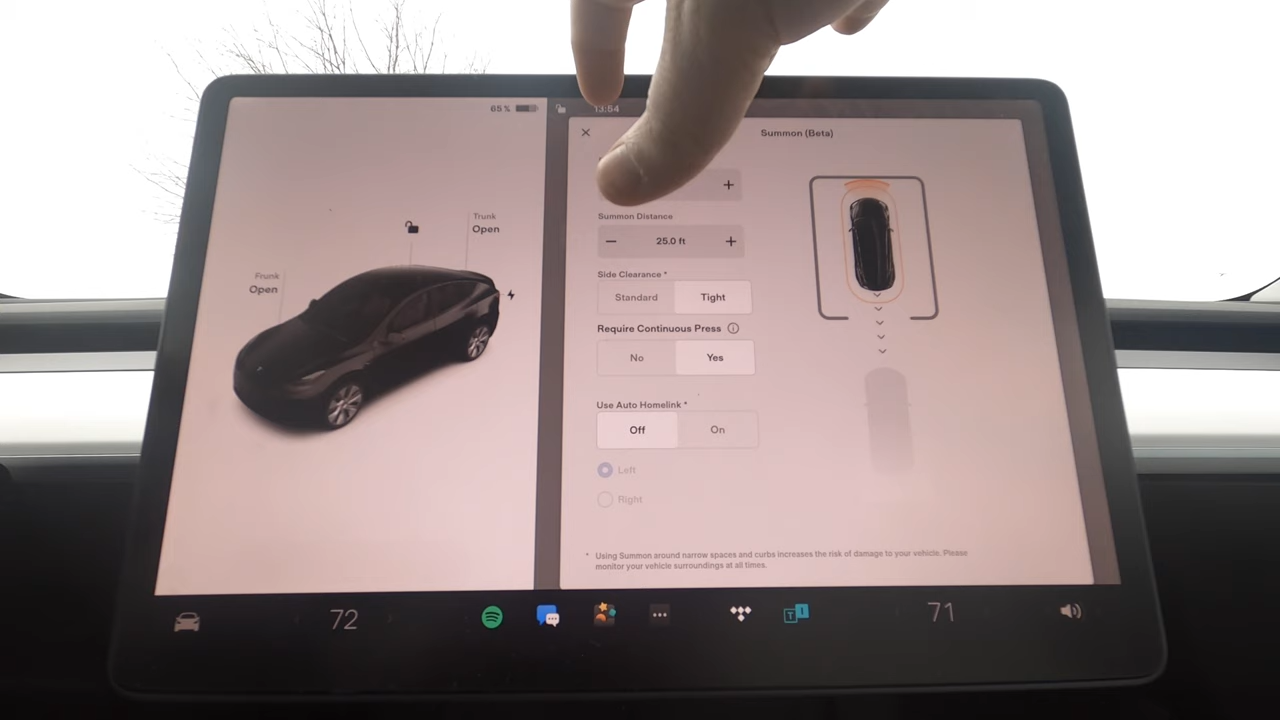 65 %
13:54
Summon (Beta)
Trunk
Open
Frunk
Open
+
Summon Distance
− 25.0 ft +
Side Clearance *
Standard Tight
Require Continuous Press
No Yes
Use Auto Homelink *
Off On
Left
Right
* Using Summon around narrow spaces and curbs increases the risk of damage to your vehicle. Please
monitor your vehicle surroundings at all times.
72
71